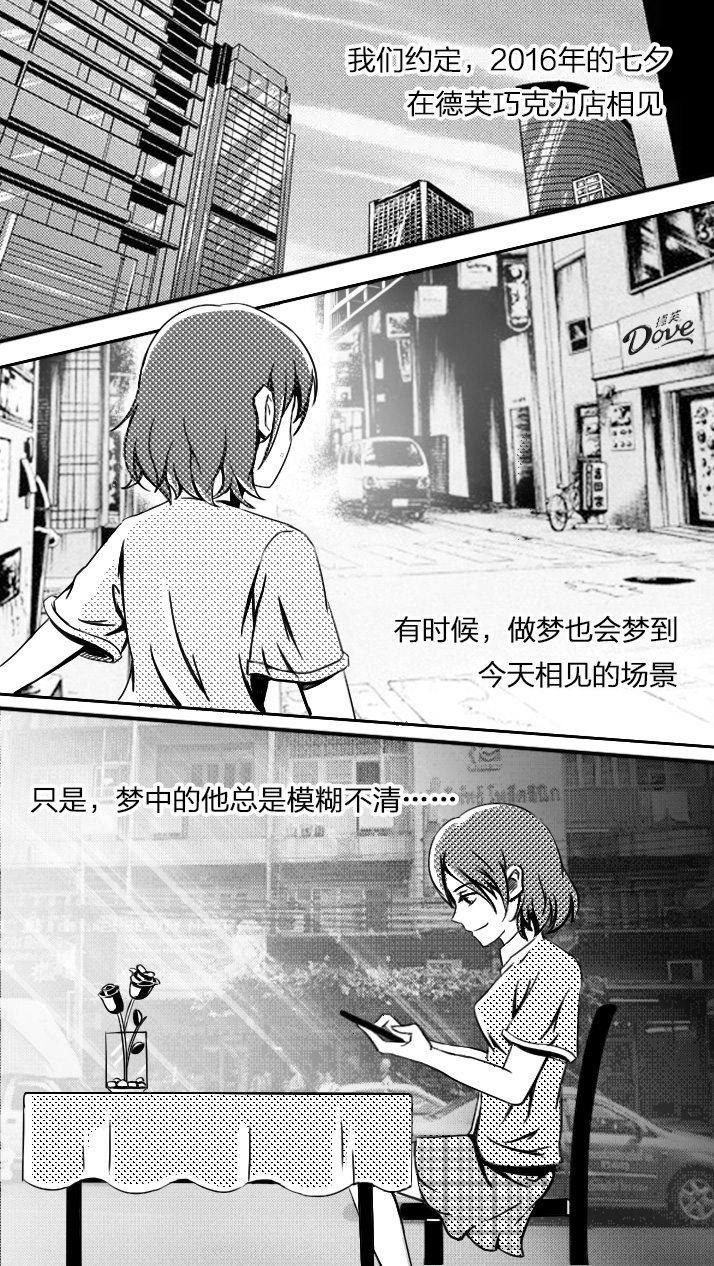 我们约定，2016年的七夕
在德芙巧克力店相见
德芙
Dove
有时候，做梦也会梦到
今天相见的场景
只是，梦中的他总是模糊不清……